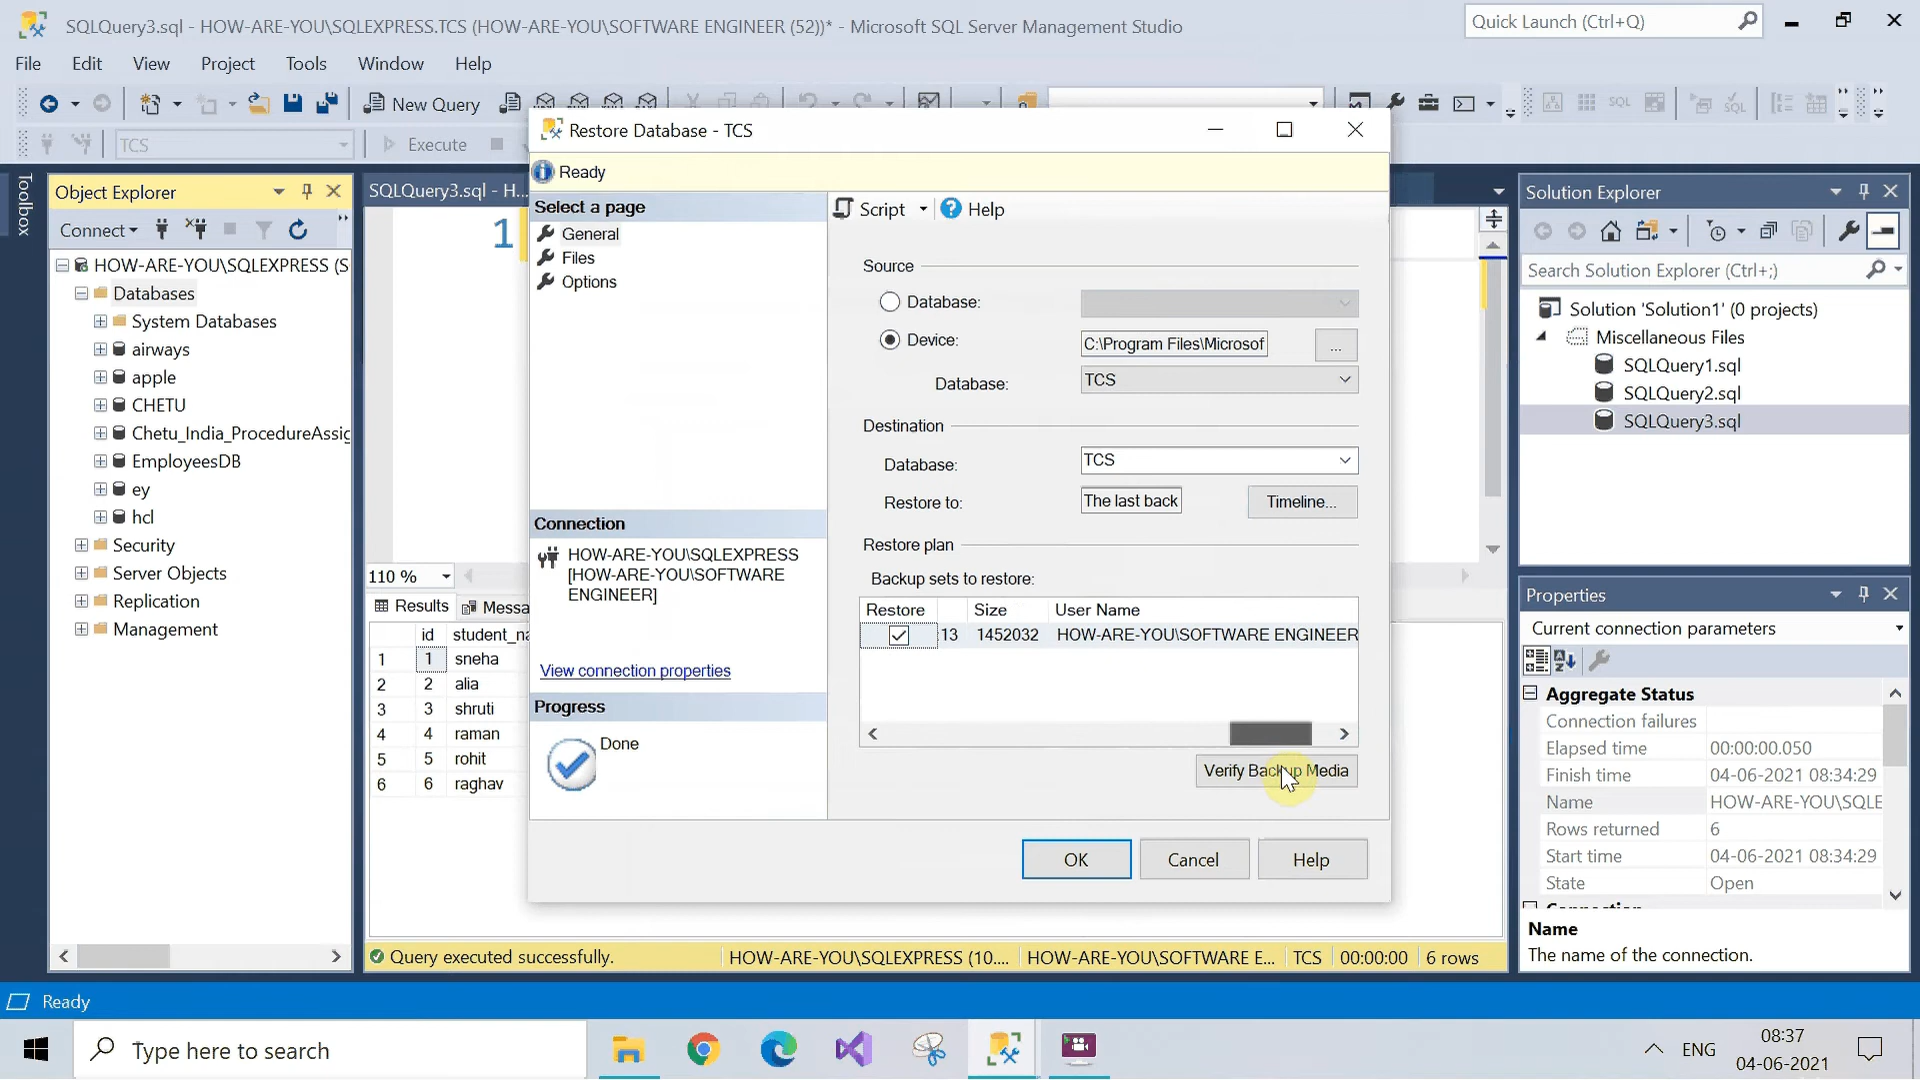 SQLQuery3.sql - HOW-ARE-YOU\SQLEXPRESS.TCS (HOW-ARE-YOU\SOFTWARE ENGINEER (52))* - Microsoft SQL Server Management Studio
Quick Launch (Ctrl+Q)
File Edit View Project Tools Window Help
New Query
TCS
Execute
Toolbox
Object Explorer
Connect
HOW-ARE-YOU\SQLEXPRESS (S
Databases
System Databases
airways
apple
CHETU
Chetu_India_ProcedureAssig
EmployeesDB
ey
hcl
Security
Server Objects
Replication
Management
SQLQuery3.sql - H...
1
110 %
Results Messa
id student_na
1 1 sneha
2 2 alia
3 3 shruti
4 4 raman
5 5 rohit
6 6 raghav
Query executed successfully.
HOW-ARE-YOU\SQLEXPRESS (10....
HOW-ARE-YOU\SOFTWARE E...
TCS
00:00:00
6 rows
Restore Database - TCS
Ready
Select a page
General
Files
Options
Connection
HOW-ARE-YOU\SQLEXPRESS
[HOW-ARE-YOU\SOFTWARE
ENGINEER]
View connection properties
Progress
Done
Script Help
Source
Database:
Device: C:\Program Files\Microsof ...
Database: TCS
Destination
Database: TCS
Restore to: The last back Timeline...
Restore plan
Backup sets to restore:
Restore Size User Name
:13 1452032 HOW-ARE-YOU\SOFTWARE ENGINEER
Verify Backup Media
OK Cancel Help
Solution Explorer
SQL
Search Solution Explorer (Ctrl+;)
Solution 'Solution1' (0 projects)
Miscellaneous Files
SQLQuery1.sql
SQLQuery2.sql
SQLQuery3.sql
Properties
Current connection parameters
Aggregate Status
Connection failures
Elapsed time 00:00:00.050
Finish time 04-06-2021 08:34:29
Name HOW-ARE-YOU\SQLE
Rows returned 6
Start time 04-06-2021 08:34:29
State Open
Connection
Name
The name of the connection.
Ready
Type here to search
ENG
08:37
04-06-2021